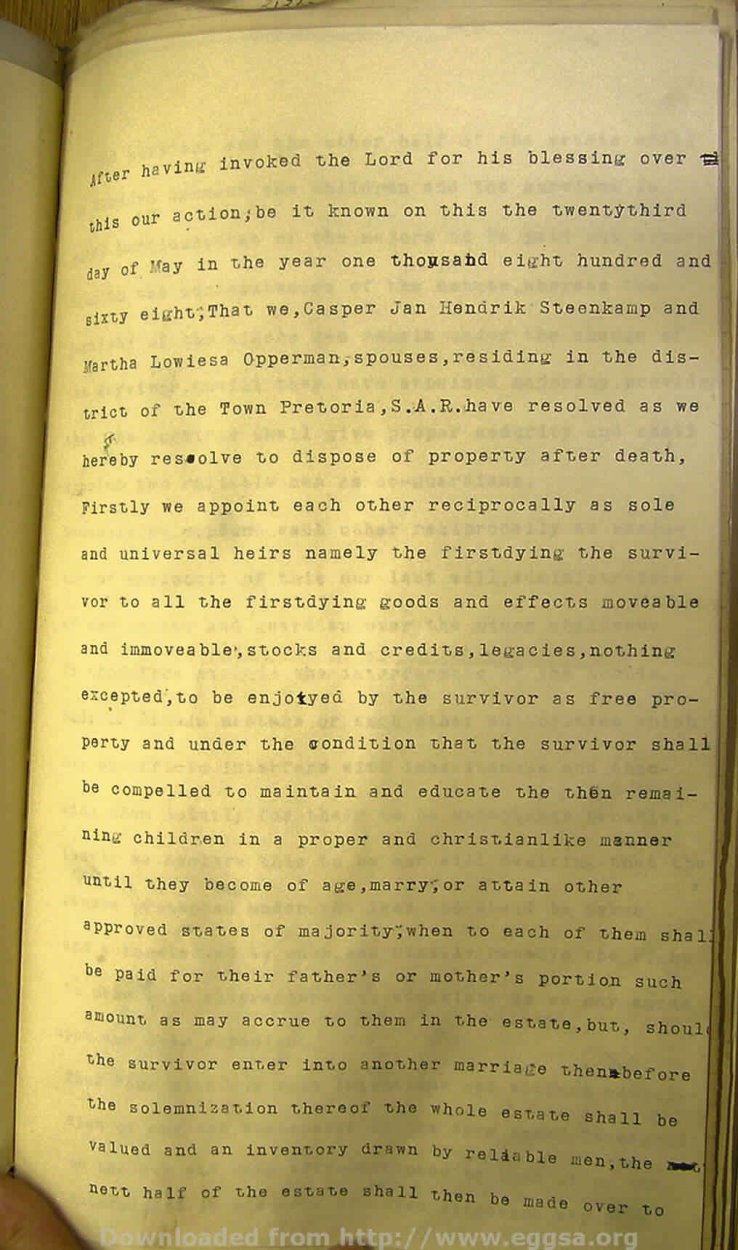 After having invoked the Lord for his blessing over
this our action;be it known on this the twentythird
day of May in the year one thousahd eight hundred and
sixty eight;That we,Casper Jan Hendrik Steenkamp and
Martha Lowiesa Opperman,spouses,residing in the dis-
trict of the Town Pretoria,S.A.R.have resolved as we
hereby resolve to dispose of property after death,
Firstly we appoint each other reciprocally as sole
and universal heirs namely the firstdying the survi-
vor to all the firstdying goods and effects moveable
and immoveable,stocks and credits,legacies,nothing
excepted,to be enjotyed by the survivor as free pro-
perty and under the condition that the survivor shall
be compelled to maintain and educate the then remai-
ning children in a proper and christianlike manner
until they become of age,marry,or attain other
approved states of majority;when to each of them shall
be paid for their father's or mother's portion such
amount as may accrue to them in the estate,but, should
the survivor enter into another marriage then before
the solemnization thereof the whole estate shall be
valued and an inventory drawn by reliable men,the
nett half of the estate shall then be made over to
Downloaded from http://www.eggsa.org